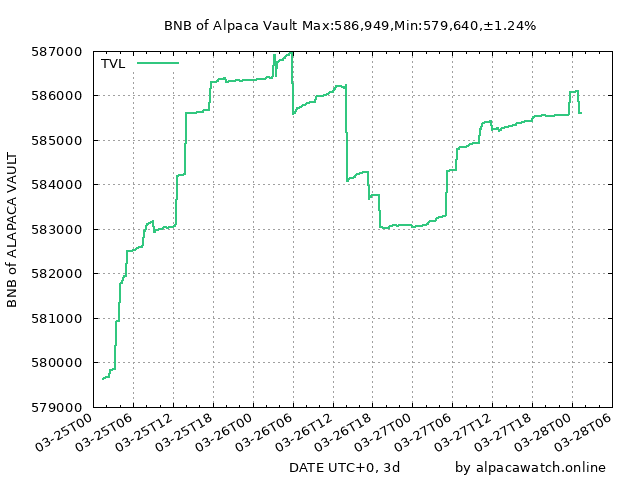 BNB of Alpaca Vault Max:586,949,Min:579,640,±1.24%
TVL
587000
586000
585000
584000
583000
582000
581000
580000
579000
BNB of ALAPACA VAULT
03-25T00
03-25T06
03-25T12
03-25T18
03-26T00
03-26T06
03-26T12
03-26T18
03-27T00
03-27T06
03-27T12
03-27T18
03-28T00
03-28T06
DATE UTC+0, 3d
by alpacawatch.online